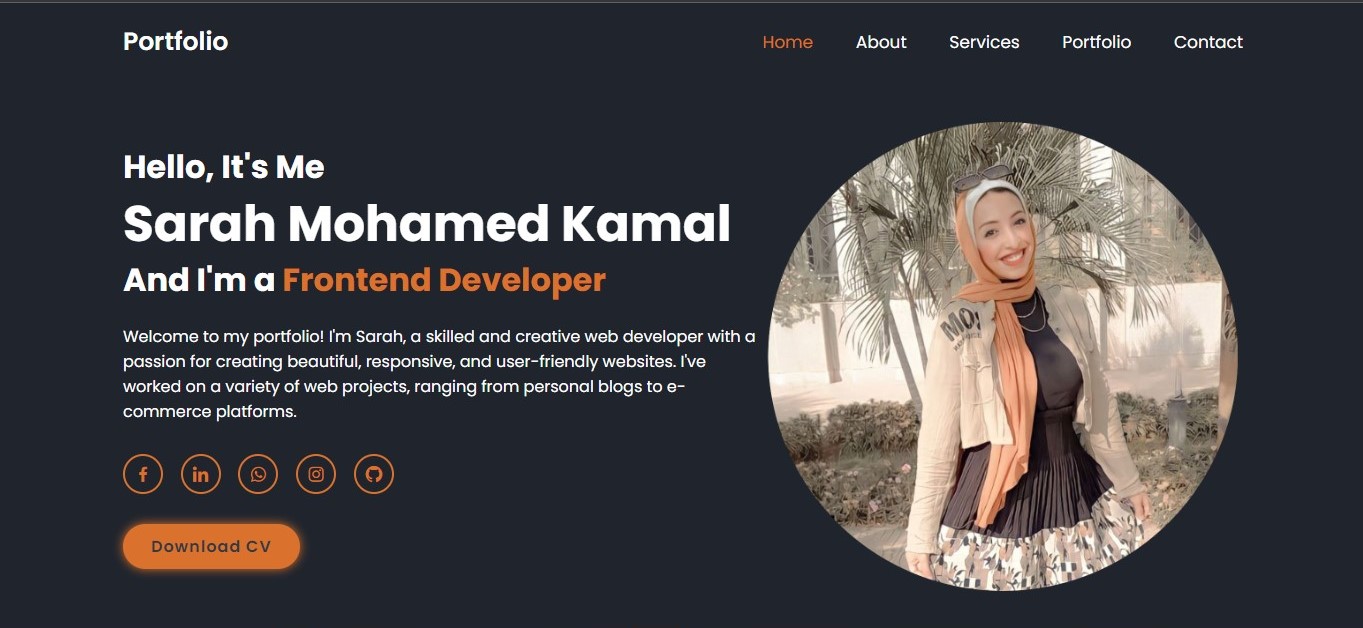 Portfolio
Home About Services Portfolio Contact
Hello, It's Me
Sarah Mohamed Kamal
And I'm a Frontend Developer
Welcome to my portfolio! I'm Sarah, a skilled and creative web developer with a
passion for creating beautiful, responsive, and user-friendly websites. I've
worked on a variety of web projects, ranging from personal blogs to e-
commerce platforms.
Download CV